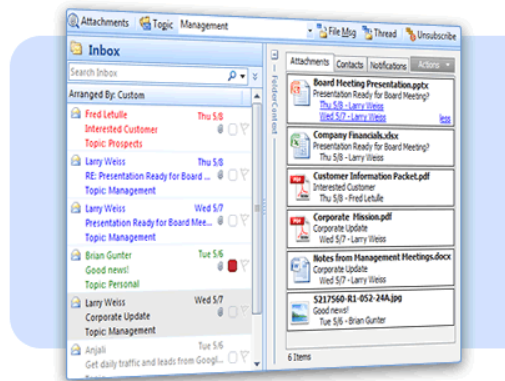 Attachments Topic Management File Msg Thread Unsubscribe
Inbox
Search Inbox
Arranged By: Custom
Fred Letulle Thu 5/8
Interested Customer
Topic: Prospects
Larry Weiss Thu 5/8
RE: Presentation Ready for Board ...
Topic: Management
Larry Weiss Wed 5/7
Presentation Ready for Board Mee...
Topic: Management
Brian Gunter Tue 5/6
Good news!
Topic: Personal
Larry Weiss Wed 5/7
Corporate Update
Topic: Management
Anjali Tue 5/6
Get daily traffic and leads from Googl...
FolderContent
Attachments Contacts Notifications Actions
Board Meeting Presentation.pptx
Presentation Ready for Board Meeting?
Thu 5/8 - Larry Weiss
Wed 5/7 - Larry Weiss less
Company Financials.xlsx
Presentation Ready for Board Meeting?
Thu 5/8 - Larry Weiss
Customer Information Packet.pdf
Interested Customer
Thu 5/8 - Fred Letulle
Corporate Mission.pdf
Corporate Update
Wed 5/7 - Larry Weiss
Notes from Management Meetings.docx
Corporate Update
Wed 5/7 - Larry Weiss
5217560-R1-052-24A.jpg
Good news!
Tue 5/6 - Brian Gunter
6 Items